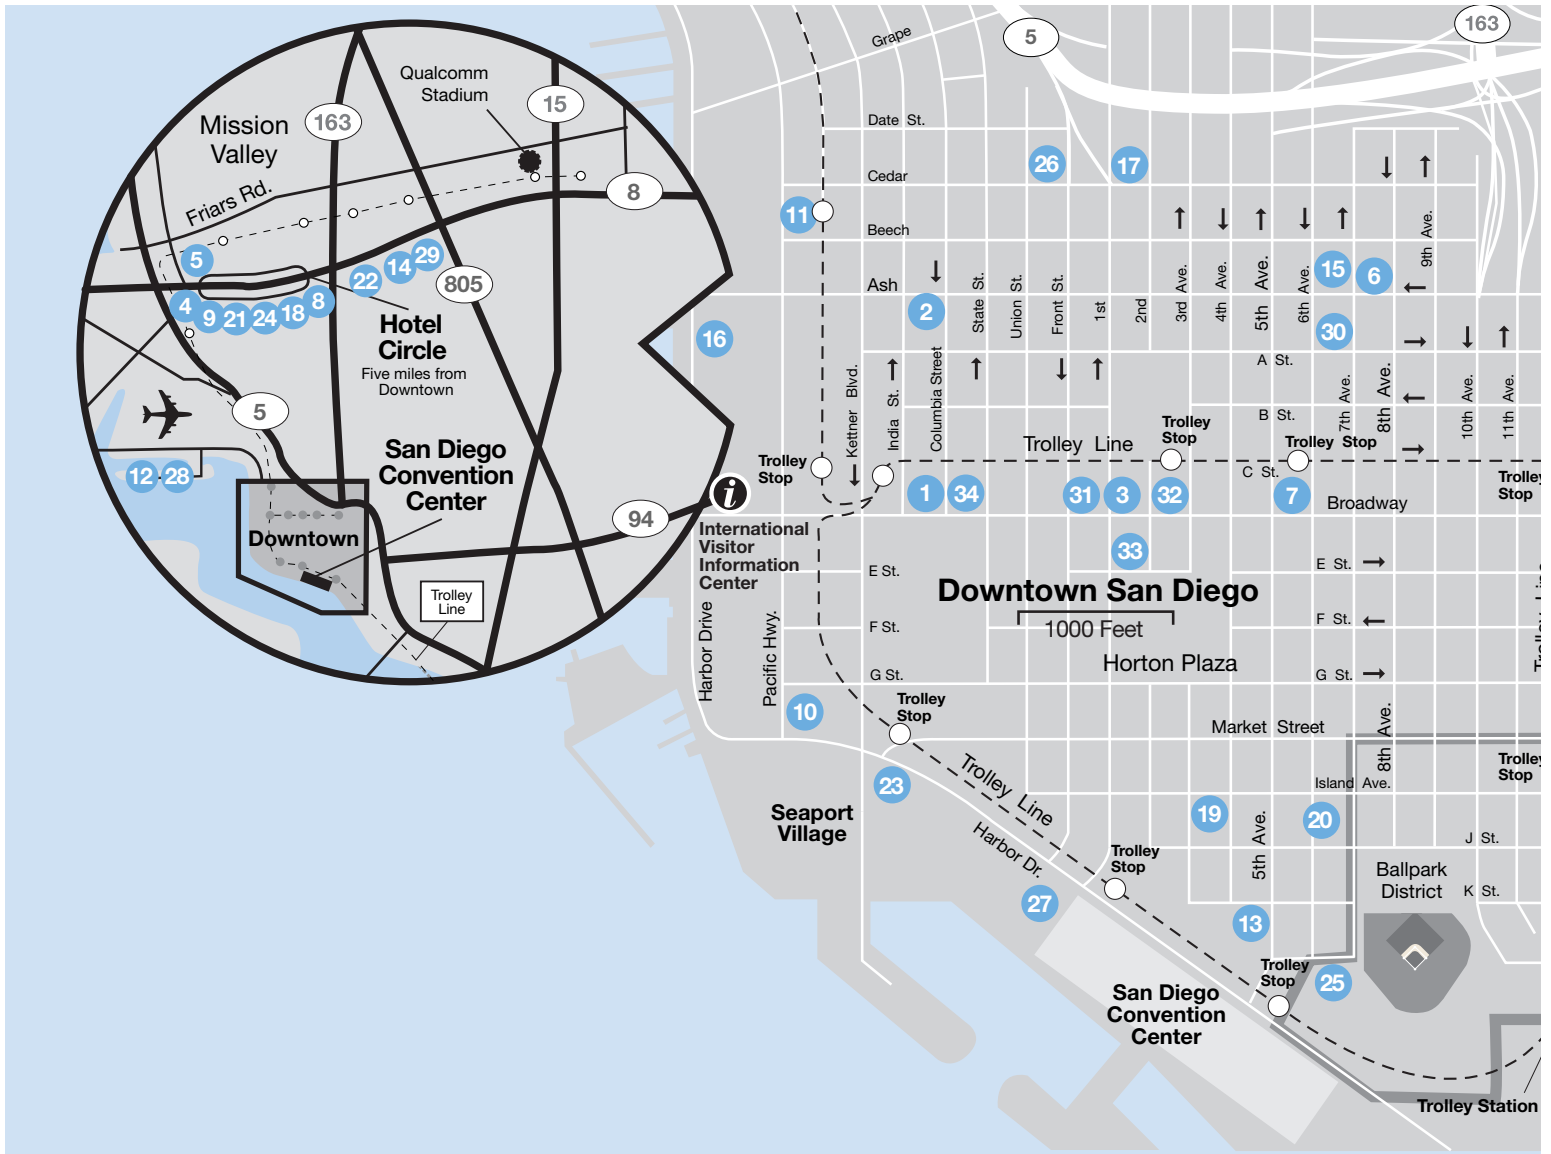 Qualcomm
Stadium
163
15
Mission
Valley
Friars Rd.
8
5
22
14
29
805
4
9
21
24
18
8
Hotel
Circle
Five miles from
Downtown
5
San Diego
Convention
Center
12
28
94
Downtown
Trolley
Line
Grape
5
163
Date St.
26
17
Cedar
11
Beech
Ash
2
State St.
Union St.
Front St.
1st
2nd
3rd Ave.
4th Ave.
5th Ave.
6th Ave.
15
6
9th Ave.
30
16
A St.
Kettner Blvd.
India St.
Columbia Street
B St.
7th Ave.
8th Ave.
10th Ave.
11th Ave.
Trolley Line
Trolley
Stop
Trolley Stop
Trolley
Stop
C St.
Trolley
Stop
i
International
Visitor
Information
Center
1
34
31
3
32
7
Broadway
33
E St.
E St.
Downtown San Diego
1000 Feet
F St.
F St.
Horton Plaza
G St.
G St.
Harbor Drive
Pacific Hwy.
10
Trolley
Stop
Market Street
8th Ave.
Trolley
Stop
Island Ave.
23
Trolley Line
Seaport
Village
Harbor Dr.
19
20
5th Ave.
J St.
Trolley
Stop
Ballpark
District
K St.
27
13
Trolley
Stop
25
San Diego
Convention
Center
Trolley Station